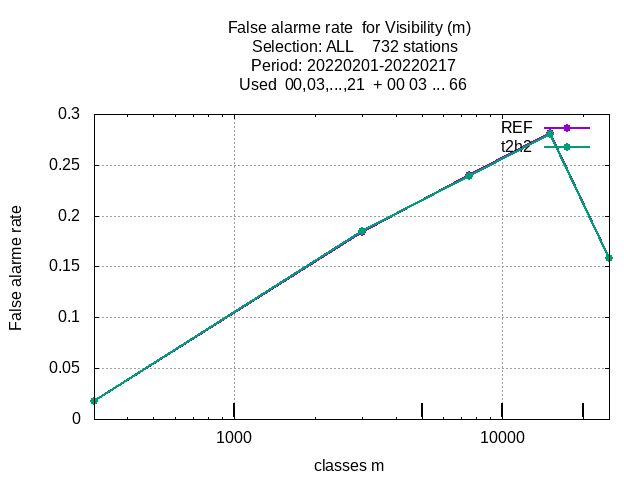 False alarme rate  for Visibility (m)
Selection: ALL    732 stations
Period: 20220201-20220217
Used  00,03,...,21  + 00 03 ... 66
0.3
0.25
0.2
0.15
0.1
0.05
0
False alarme rate
REF
t2h2
1000
10000
classes m